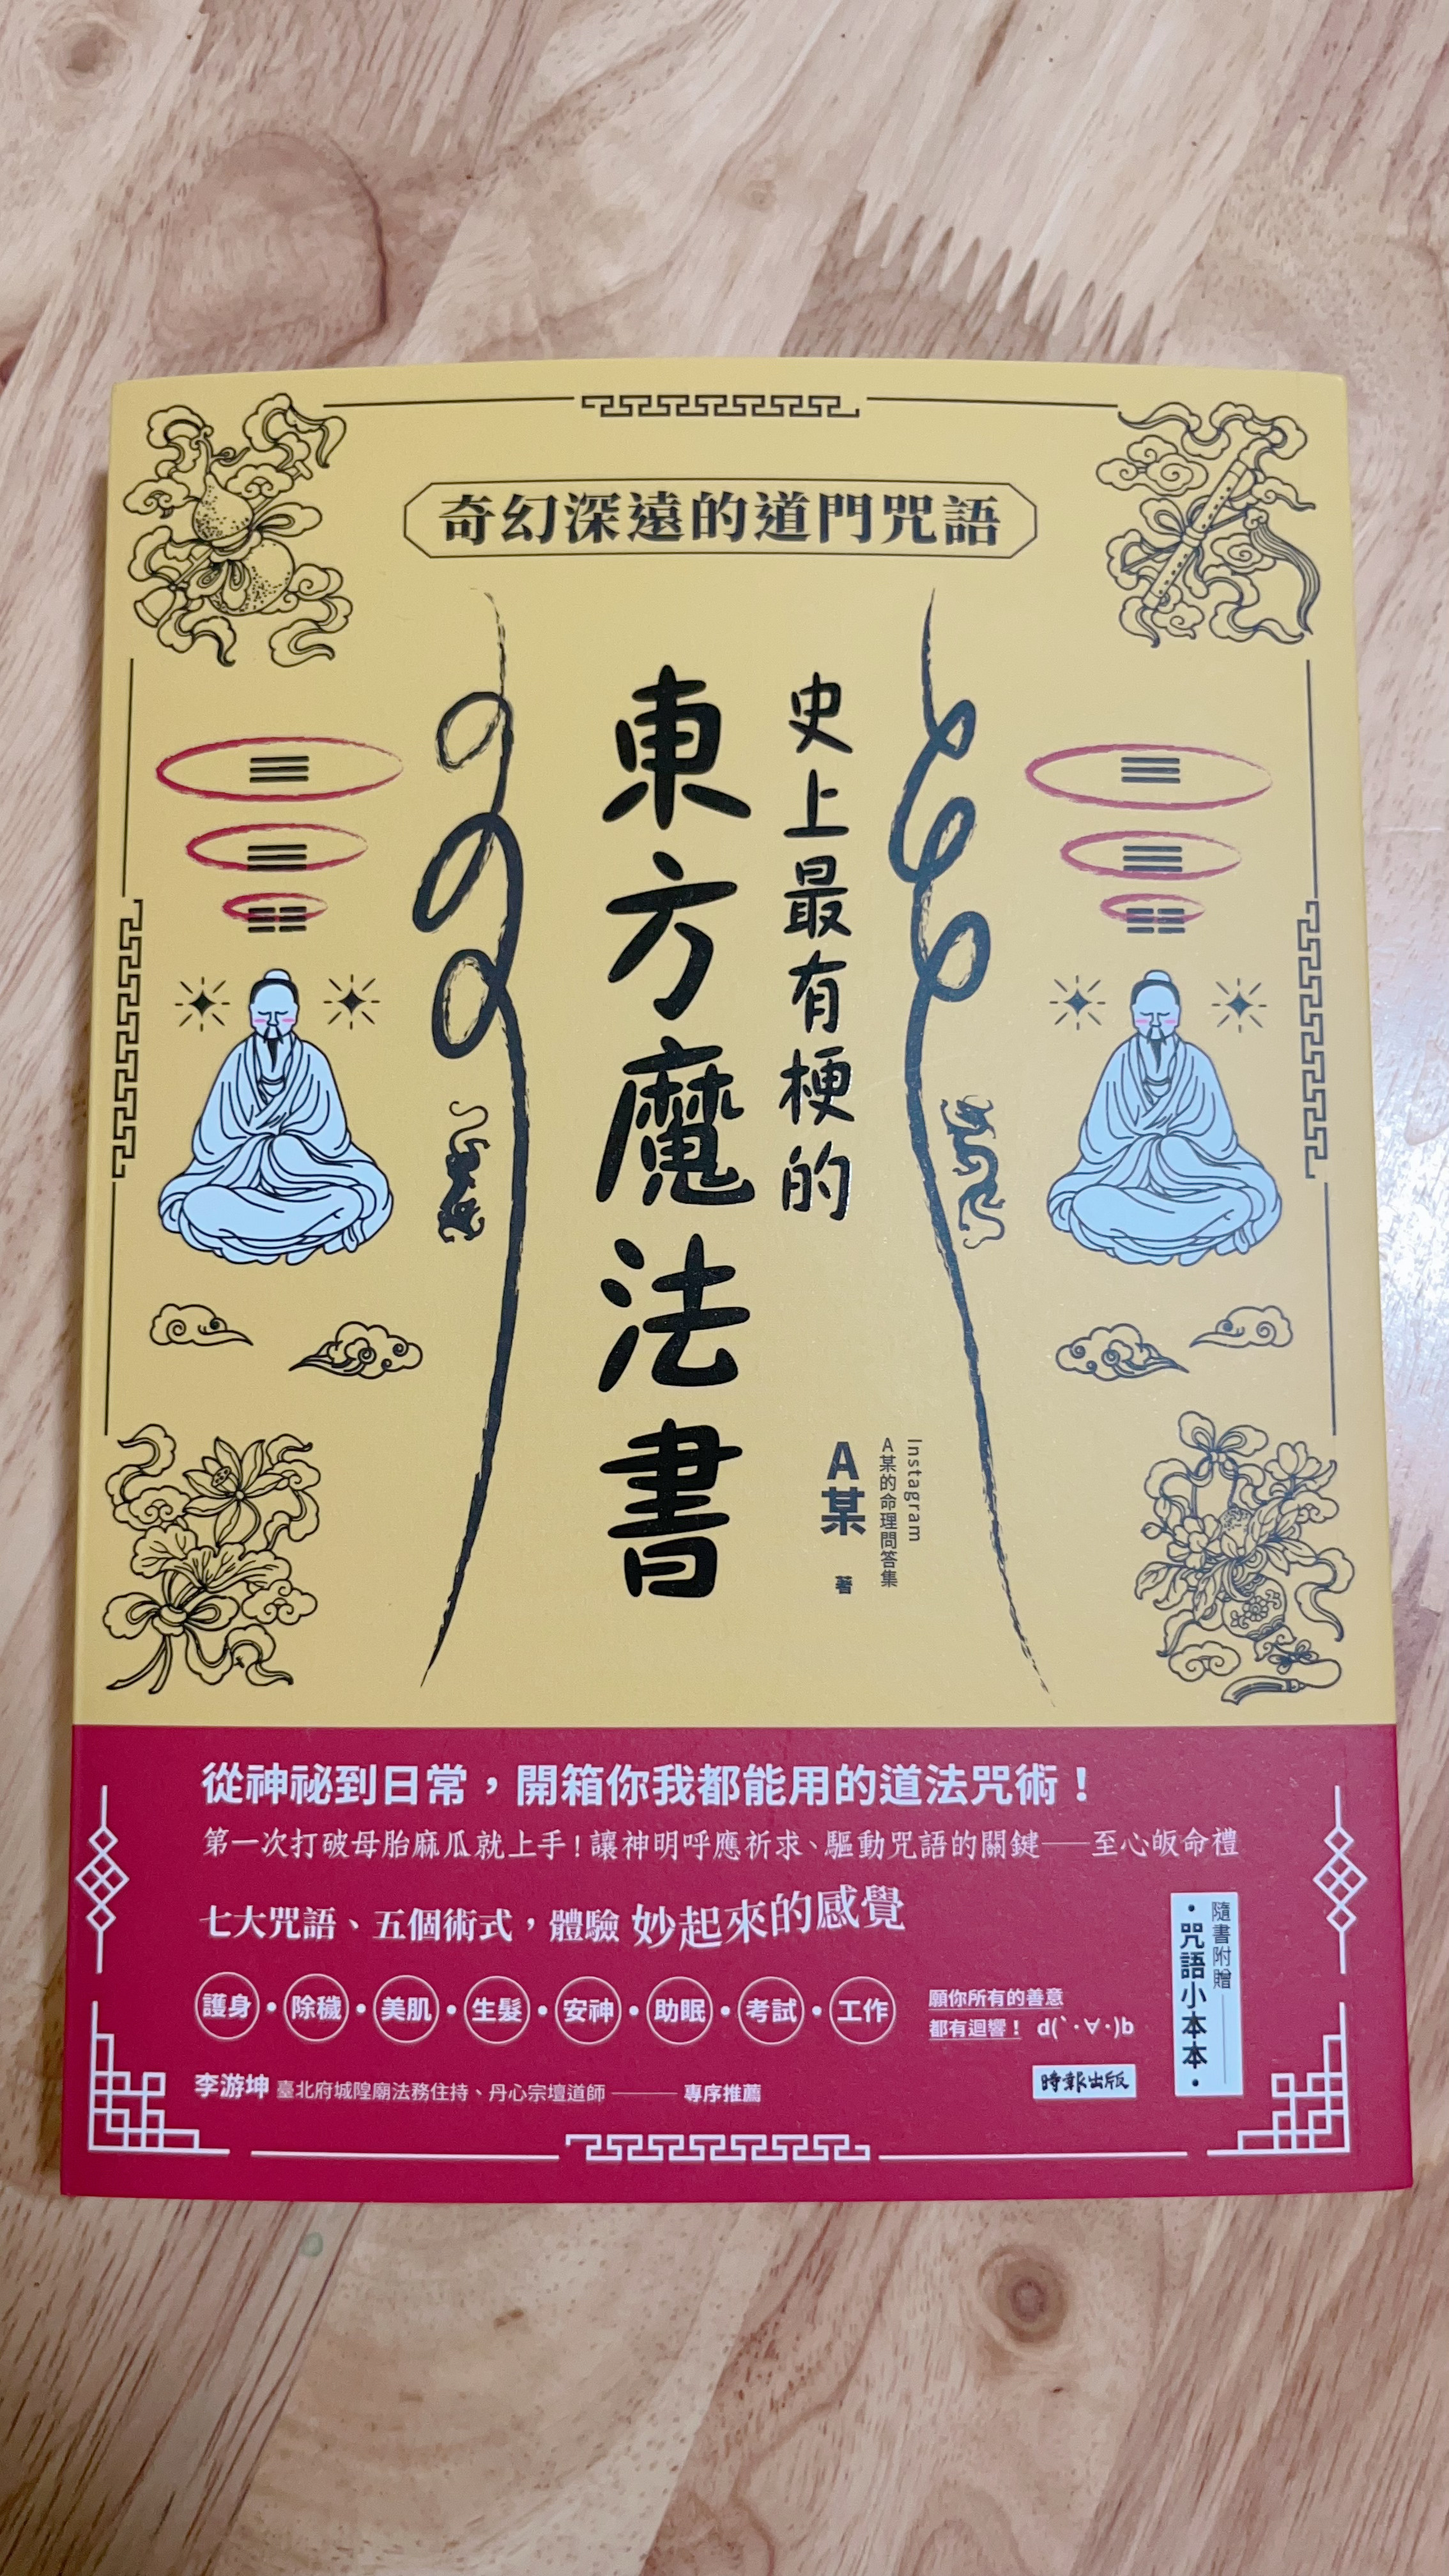 奇幻深遠的道門咒語
史上最有梗的
東方魔法書
Instagram
A某的命理問答集
A某 著
從神祕到日常，開箱你我都能用的道法咒術！
第一次打破母胎麻瓜就上手！讓神明呼應祈求、驅動咒語的關鍵——至心皈命禮
七大咒語、五個術式，體驗 妙起來的感覺
護身・除穢・美肌・生髮・安神・助眠・考試・工作
願你所有的善意
都有迴響！ d(`･∀･)b
李游坤 臺北府城隍廟法務住持、丹心宗壇道師——專序推薦
時報出版
隨書附贈——
・咒語小本本・